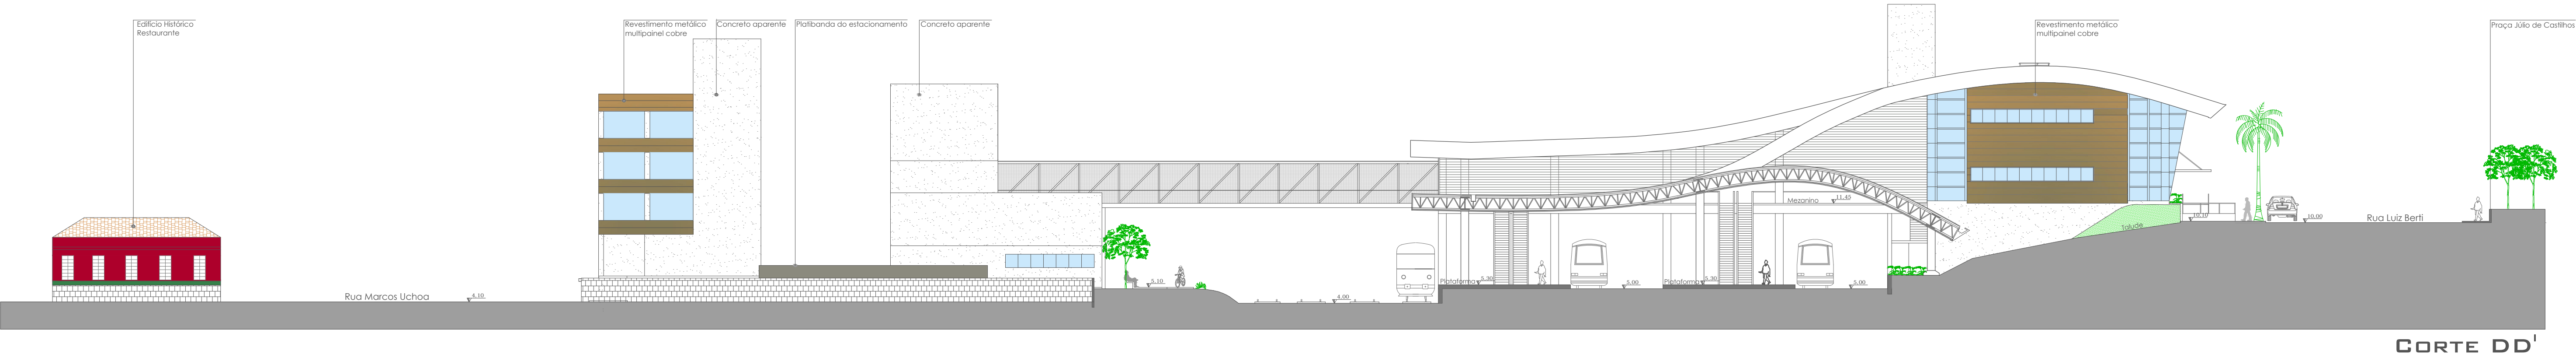 Edifício Histórico
Restaurante
Revestimento metálico
multipainel cobre
Concreto aparente
Platibanda do estacionamento
Concreto aparente
Revestimento metálico
multipainel cobre
Praça Júlio de Castilhos
Mezanino
11,45
Rua Marcos Uchoa
4,10
5,10
4,00
Plataforma
5,30
5,00
Plataforma
5,30
5,00
Talude
10,10
10,00
Rua Luiz Berti
CORTE DD'